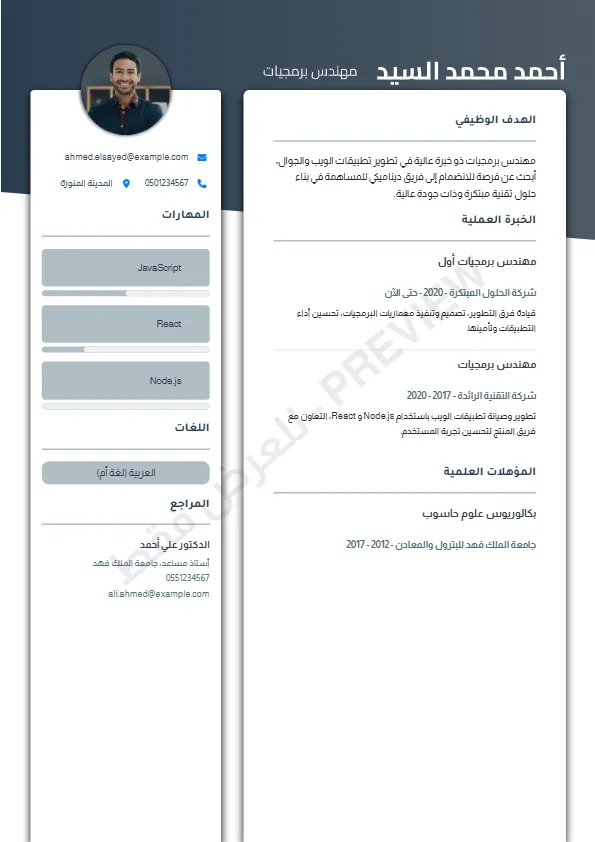 أحمد محمد السيد
مهندس برمجيات
الهدف الوظيفي
مهندس برمجيات ذو خبرة عالية في تطوير تطبيقات الويب والجوال،
أبحث عن فرصة للانضمام إلى فريق ديناميكي للمساهمة في بناء
حلول تقنية مبتكرة وذات جودة عالية.
الخبرة العملية
مهندس برمجيات أول
شركة الحلول المبتكرة - 2020 - حتى الآن
قيادة فرق التطوير، تصميم وتنفيذ معماريات البرمجيات، تحسين أداء
التطبيقات وتأمينها.
مهندس برمجيات
شركة التقنية الرائدة - 2017 - 2020
تطوير وصيانة تطبيقات الويب باستخدام Node.js و React، التعاون مع
فريق المنتج لتحسين تجربة المستخدم.
المؤهلات العلمية
بكالوريوس علوم حاسوب
جامعة الملك فهد للبترول والمعادن - 2012 - 2017
ahmed.elsayed@example.com
0501234567
المدينة المنورة
المهارات
JavaScript
React
Node.js
اللغات
العربية (لغة أم)
المراجع
الدكتور علي أحمد
أستاذ مساعد، جامعة الملك فهد
0551234567
ali.ahmed@example.com
للعرض فقط - PREVIEW